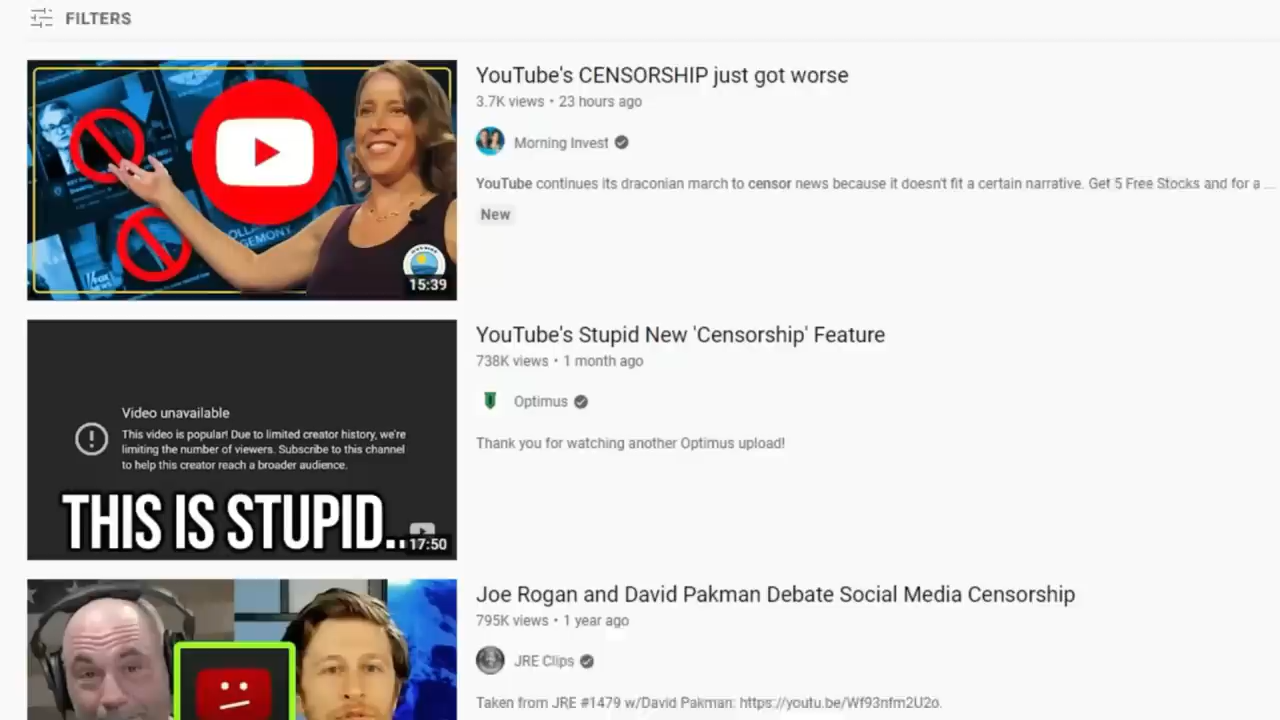 FILTERS
YouTube's CENSORSHIP just got worse
3.7K views • 23 hours ago
Morning Invest
YouTube continues its draconian march to censor news because it doesn't fit a certain narrative. Get 5 Free Stocks and for a ...
New
FOX
NEWS
15:39
YouTube's Stupid New 'Censorship' Feature
738K views • 1 month ago
Optimus
Thank you for watching another Optimus upload!
Video unavailable
This video is popular! Due to limited creator history, we're
limiting the number of viewers. Subscribe to this channel
to help this creator reach a broader audience.
THIS IS STUPID..
17:50
Joe Rogan and David Pakman Debate Social Media Censorship
795K views • 1 year ago
JRE Clips
Taken from JRE #1479 w/David Pakman: https://youtu.be/Wf93nfm2U2o.